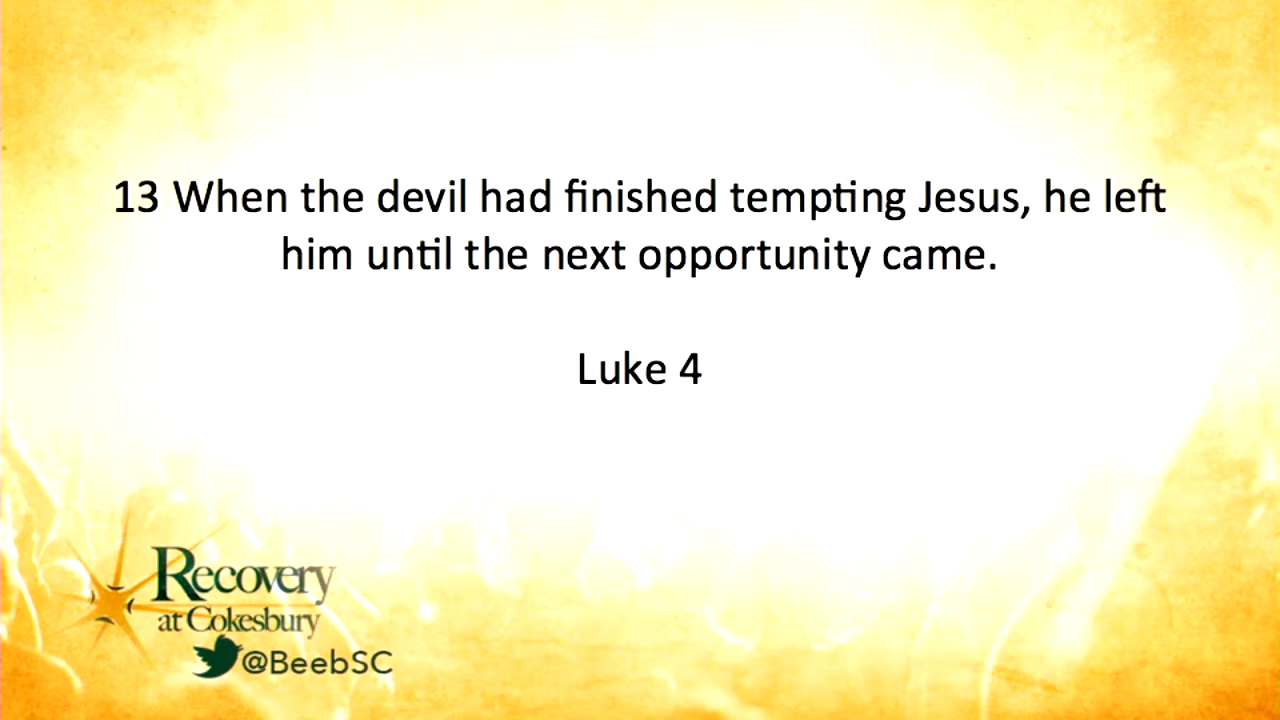 13 When the devil had finished tempting Jesus, he left
him until the next opportunity came.
Luke 4
Recovery
at Cokesbury
@BeebSC